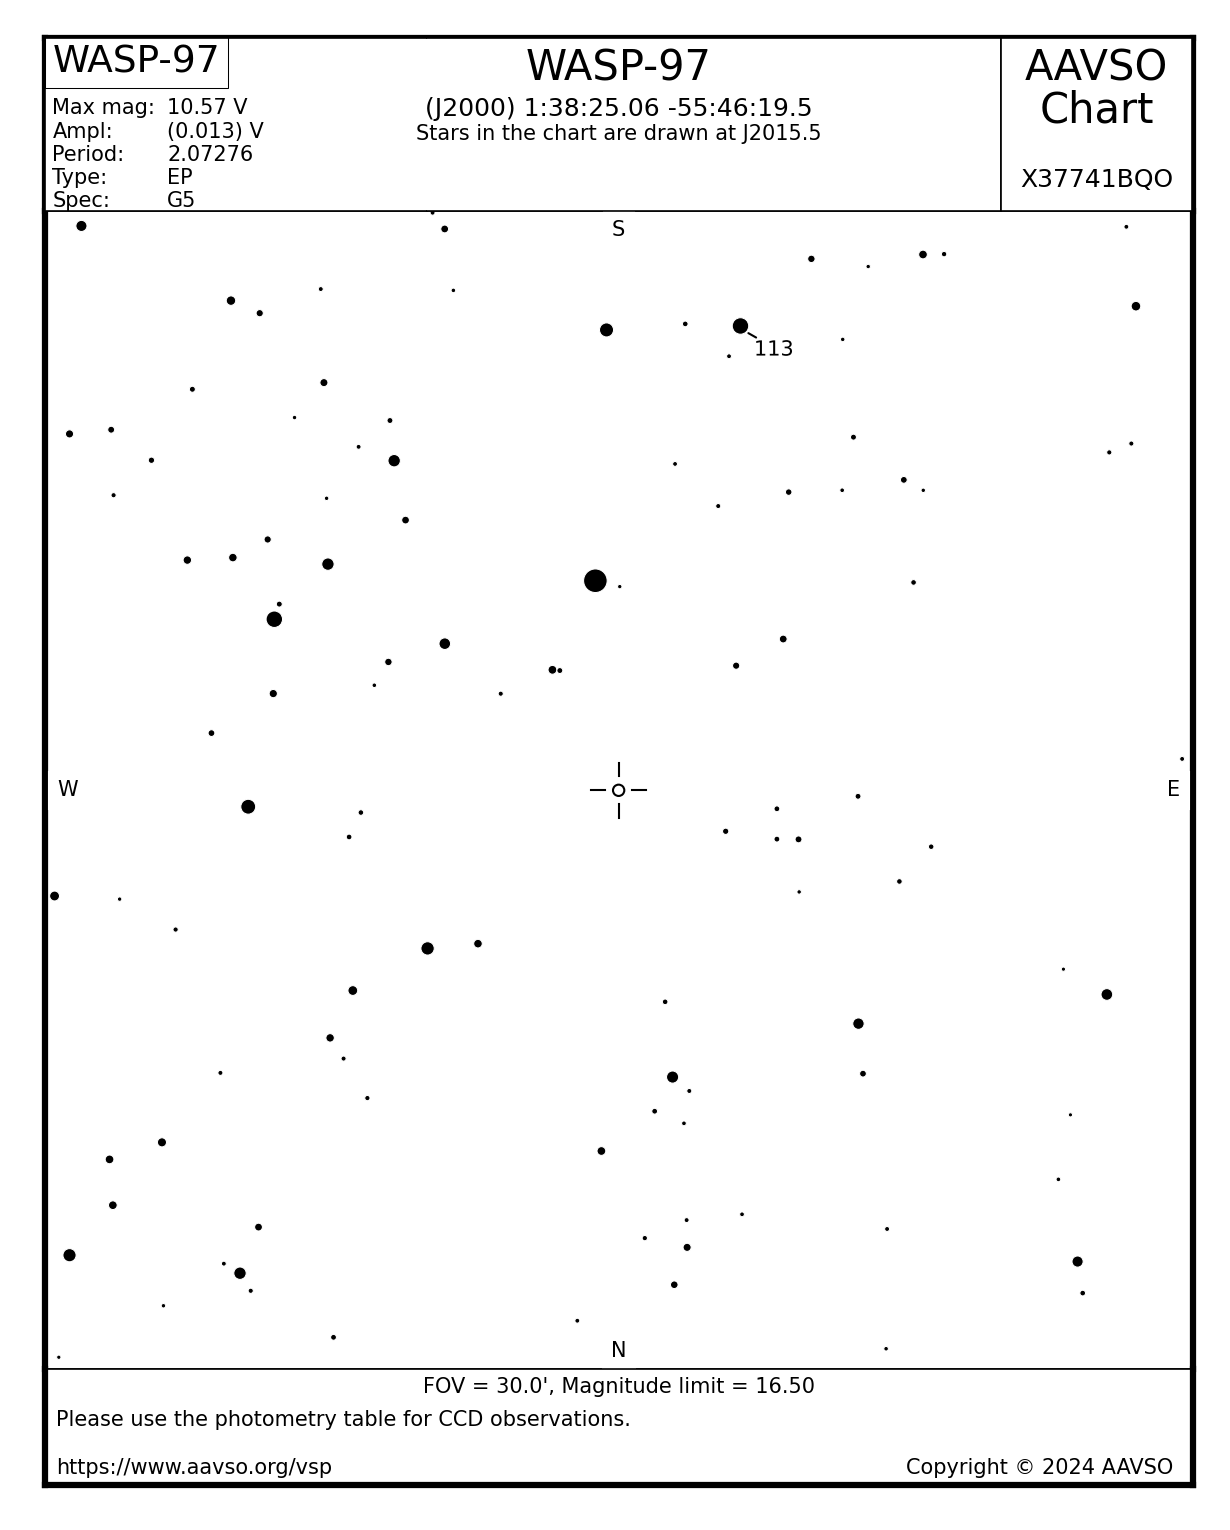 WASP-97
Max mag: 10.57 V
Ampl: (0.013) V
Period: 2.07276
Type: EP
Spec: G5
WASP-97
(J2000) 1:38:25.06 -55:46:19.5
Stars in the chart are drawn at J2015.5
AAVSO
Chart
X37741BQO
S
113
W
E
N
FOV = 30.0', Magnitude limit = 16.50
Please use the photometry table for CCD observations.
https://www.aavso.org/vsp
Copyright © 2024 AAVSO